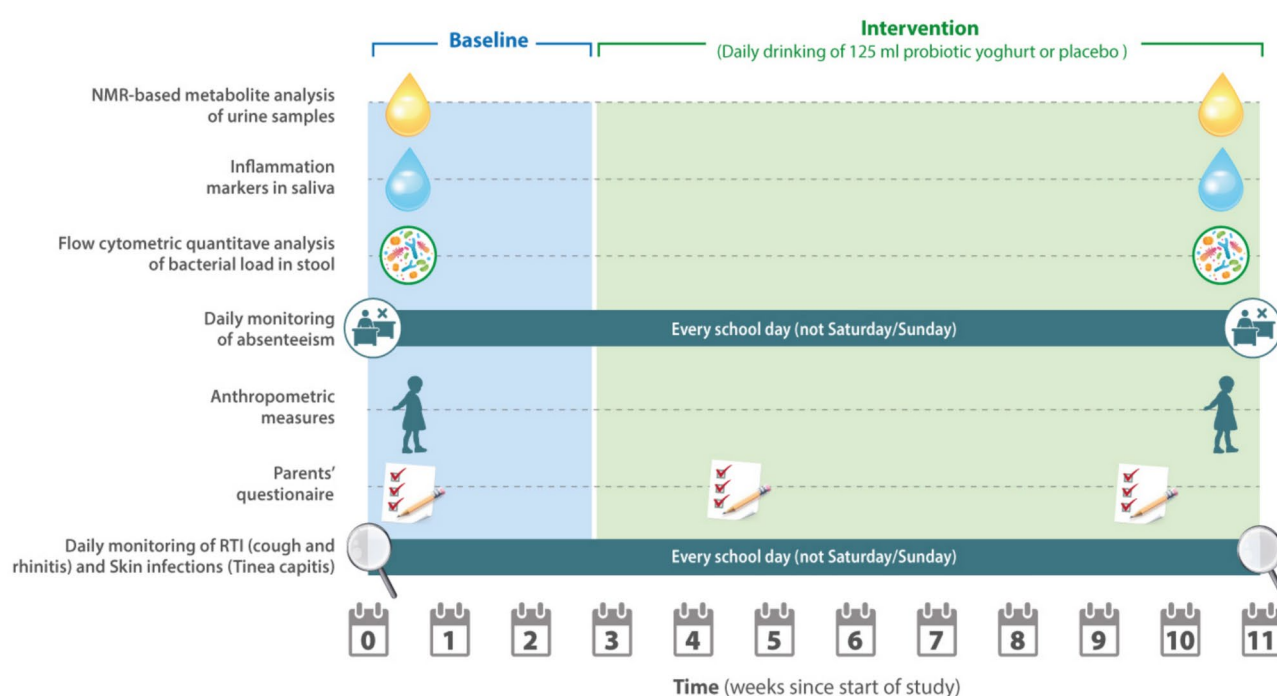 Baseline
Intervention
(Daily drinking of 125 ml probiotic yoghurt or placebo )
NMR-based metabolite analysis
of urine samples
Inflammation
markers in saliva
Flow cytometric quantitave analysis
of bacterial load in stool
Daily monitoring
of absenteeism
Every school day (not Saturday/Sunday)
Anthropometric
measures
Parents’
questionaire
Daily monitoring of RTI (cough and
rhinitis) and Skin infections (Tinea capitis)
Every school day (not Saturday/Sunday)
0 1 2 3 4 5 6 7 8 9 10 11
Time (weeks since start of study)